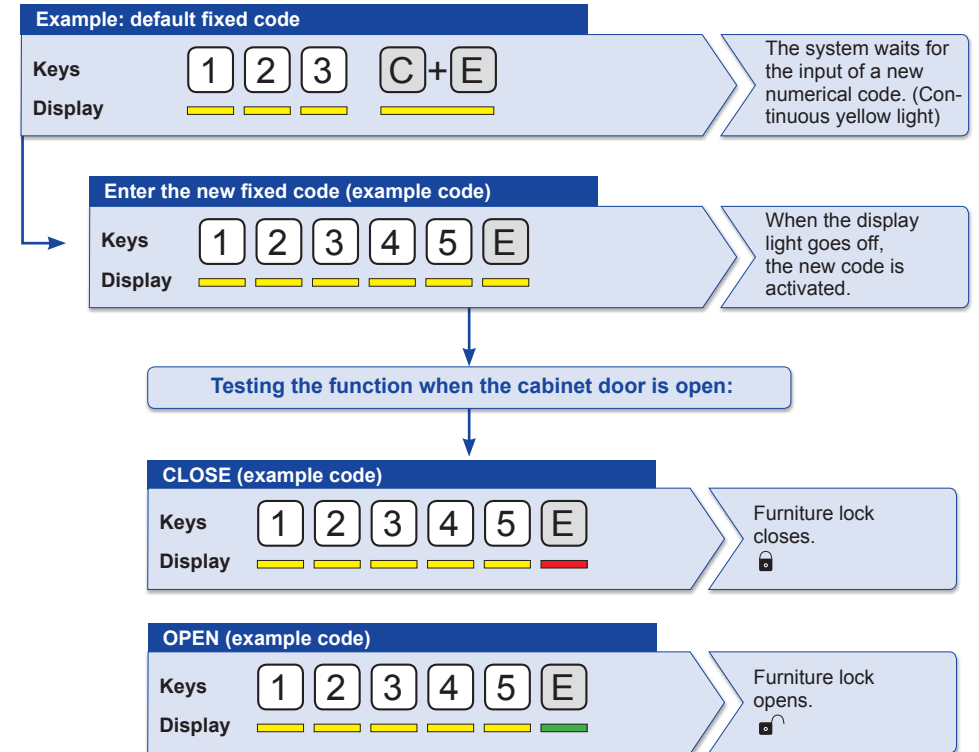 Example: default fixed code
Keys 1 2 3 C+E
Display
The system waits for
the input of a new
numerical code. (Con-
tinuous yellow light)
Enter the new fixed code (example code)
Keys 1 2 3 4 5 E
Display
When the display
light goes off,
the new code is
activated.
Testing the function when the cabinet door is open:
CLOSE (example code)
Keys 1 2 3 4 5 E
Display
Furniture lock
closes.
OPEN (example code)
Keys 1 2 3 4 5 E
Display
Furniture lock
opens.